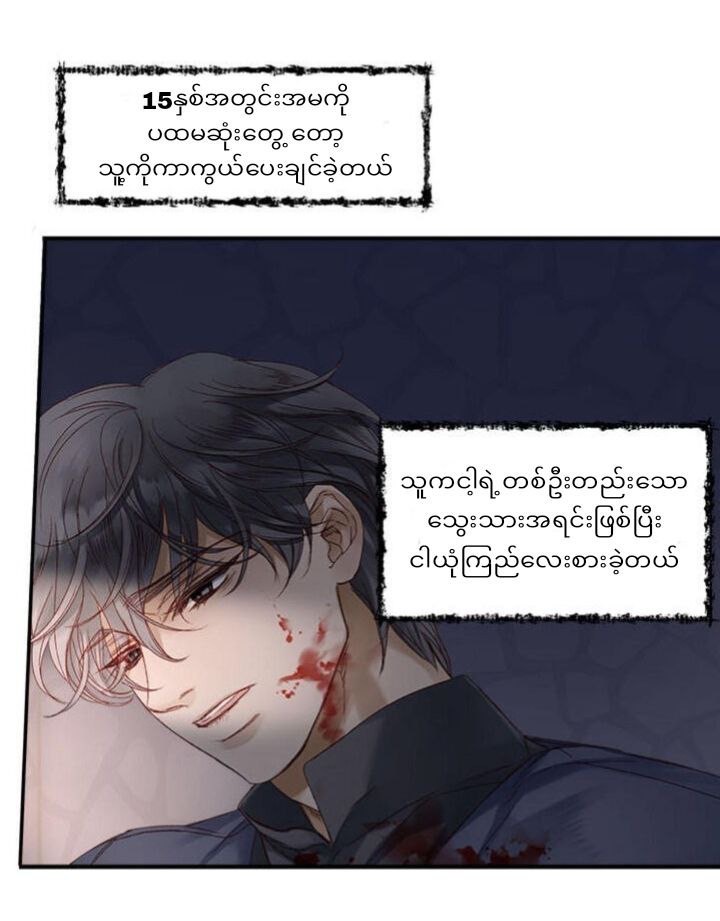 15နှစ်အတွင်းအမကို
ပထမဆုံးတွေ့ တော့
သူ့ကိုကာကွယ်ပေးချင်ခဲ့တယ်
သူကငါ့ရဲ့တစ်ဦးတည်းသော
သွေးသားအရင်းဖြစ်ပြီး
ငါယုံကြည်လေးစားခဲ့တယ်